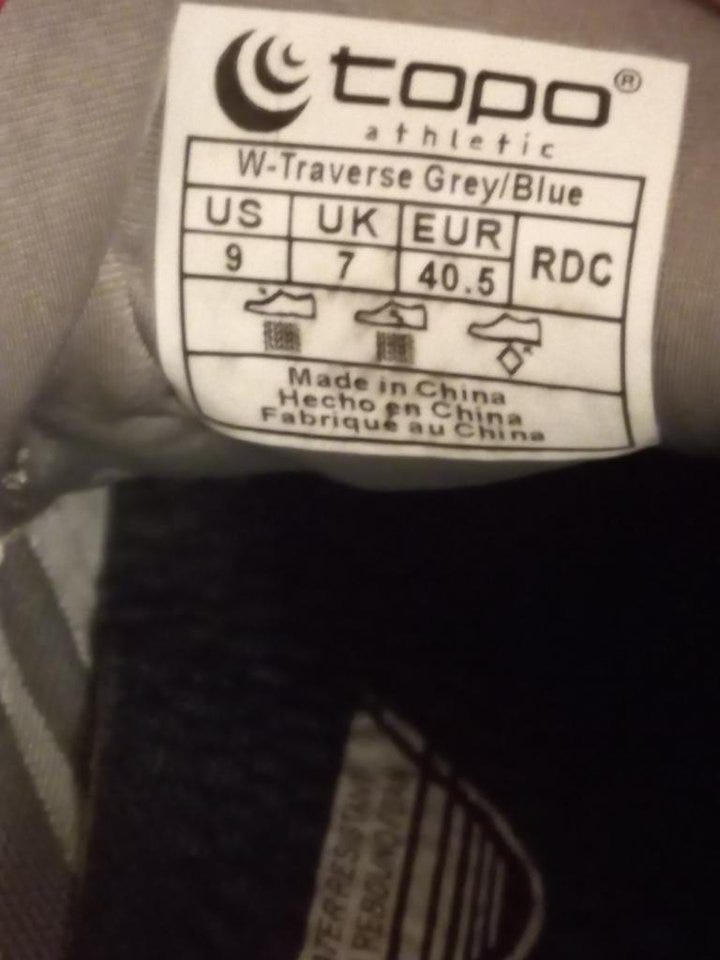 topo®
athletic
W-Traverse Grey/Blue
US UK EUR RDC
9 7 40.5
Made in China
Hecho en China
Fabriqué au China
REBOUND